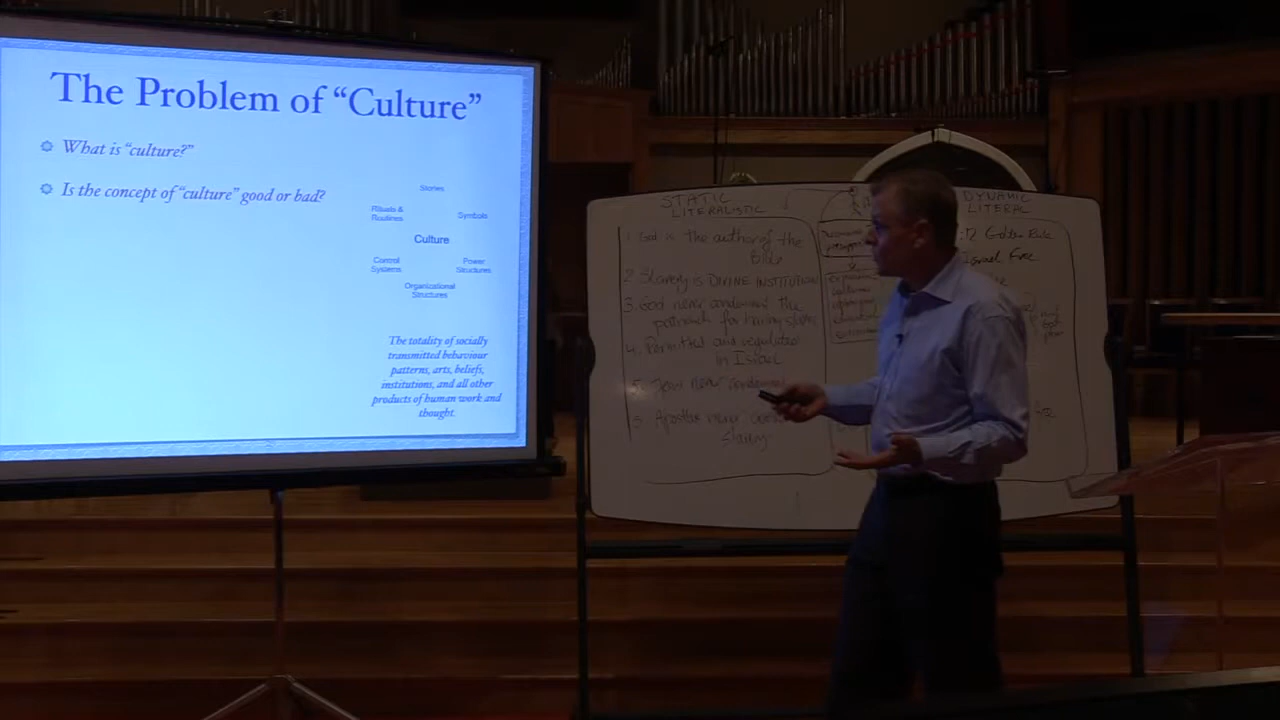 The Problem of “Culture”
What is “culture?”
Is the concept of “culture” good or bad?
Stories
Rituals &
Routines
Symbols
Culture
Control
Systems
Power
Structures
Organizational
Structures
The totality of socially
transmitted behaviour
patterns, arts, beliefs,
institutions, and all other
products of human work and
thought.
STATIC
LITERALISTIC
1. God is the author of the
Bible
2. Slavery is DIVINE INSTITUTION
3. God never condemned the
patriarch for having slaves
4. Permitted and regulated
in Israel
5. never condemned
5. Apostles never
slavery
DYNAMIC
LITERAL
:12 Golden Rule
Free